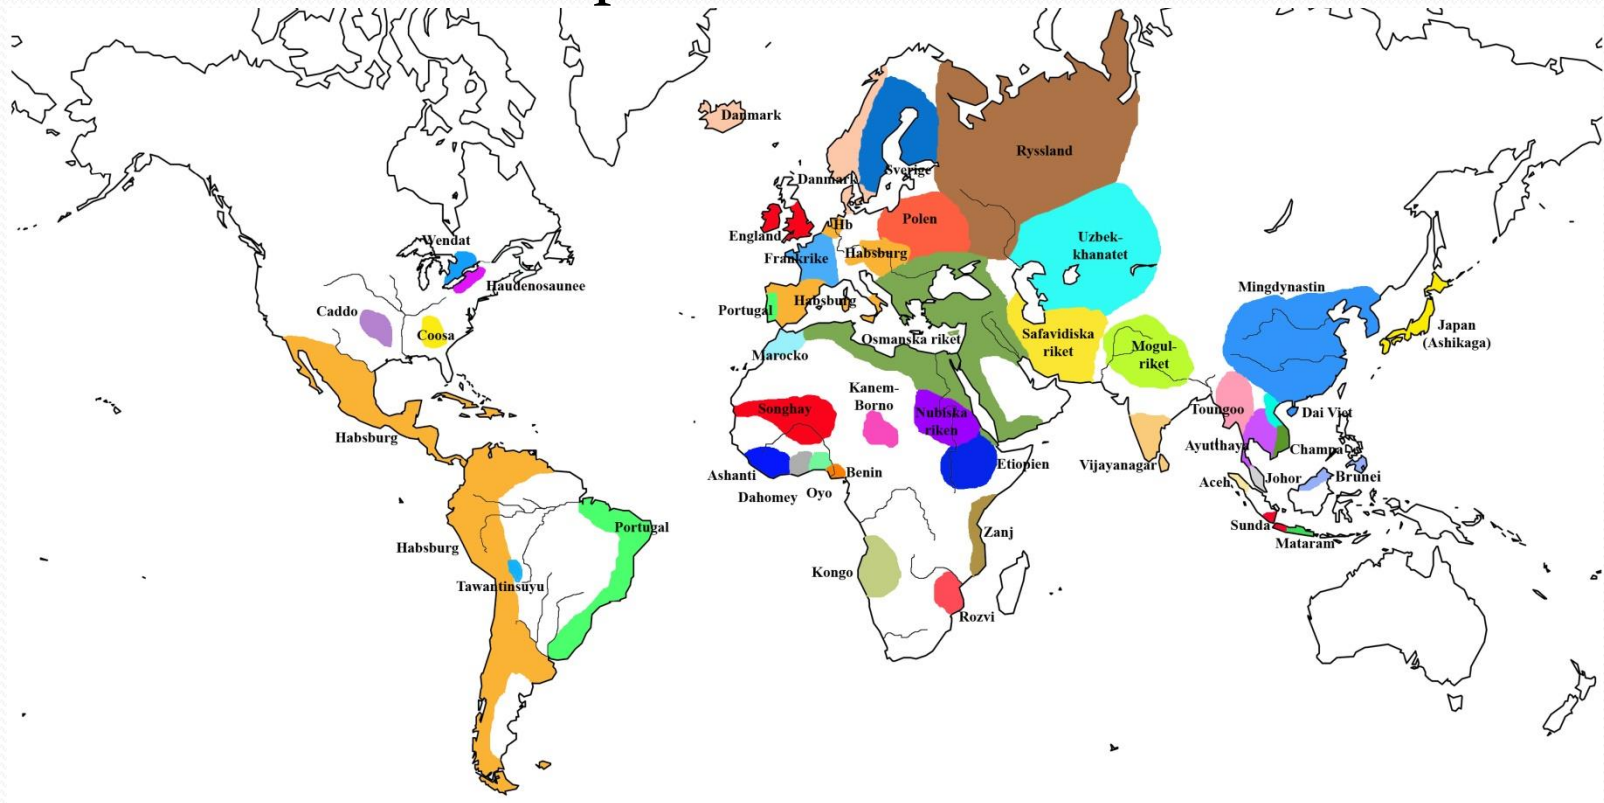 Danmark
Ryssland
Sverige
Danmark
Polen
Hb
England
Wendat
Uzbek-
khanatet
Frankrike
Habsburg
Haudenosaunee
Mingdynastin
Habsburg
Portugal
Caddo
Coosa
Japan
(Ashikaga)
Osmanska riket
Safavidiska
riket
Mogul-
riket
Marocko
Kanem-
Borno
Songhay
Nubiska
riken
Toungoo
Dai Viet
Habsburg
Ayutthaya
Champa
Etiopien
Vijayanagar
Ashanti
Benin
Aceh
Johor
Brunei
Dahomey
Oyo
Portugal
Sunda
Zanj
Mataram
Habsburg
Kongo
Tawantinsuyu
Rozvi